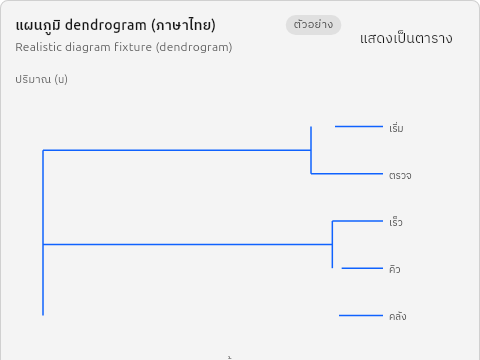 แผนภูมิ dendrogram (ภาษาไทย)
ตัวอย่าง
แสดงเป็นตาราง
Realistic diagram fixture (dendrogram)
ปริมาณ (น)
เริ่ม
ตรวจ
เร็ว
คิว
คลัง